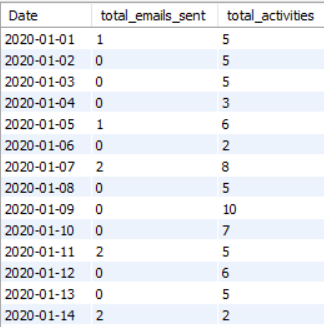 Date total_emails_sent total_activities
2020-01-01 1 5
2020-01-02 0 5
2020-01-03 0 5
2020-01-04 0 3
2020-01-05 1 6
2020-01-06 0 2
2020-01-07 2 8
2020-01-08 0 5
2020-01-09 0 10
2020-01-10 0 7
2020-01-11 2 5
2020-01-12 0 6
2020-01-13 0 5
2020-01-14 2 2